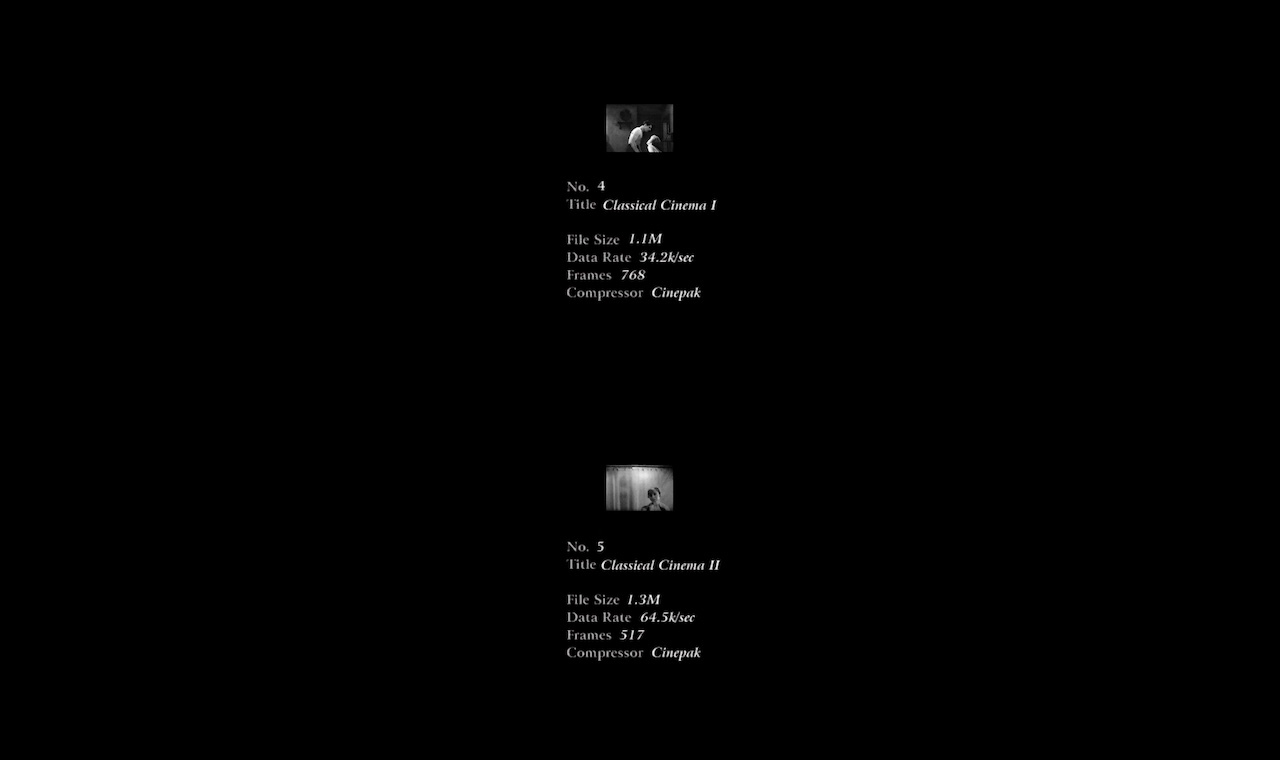 No. 4
Title Classical Cinema I
File Size 1.1M
Data Rate 34.2k/sec
Frames 768
Compressor Cinepak
No. 5
Title Classical Cinema II
File Size 1.3M
Data Rate 64.5k/sec
Frames 517
Compressor Cinepak